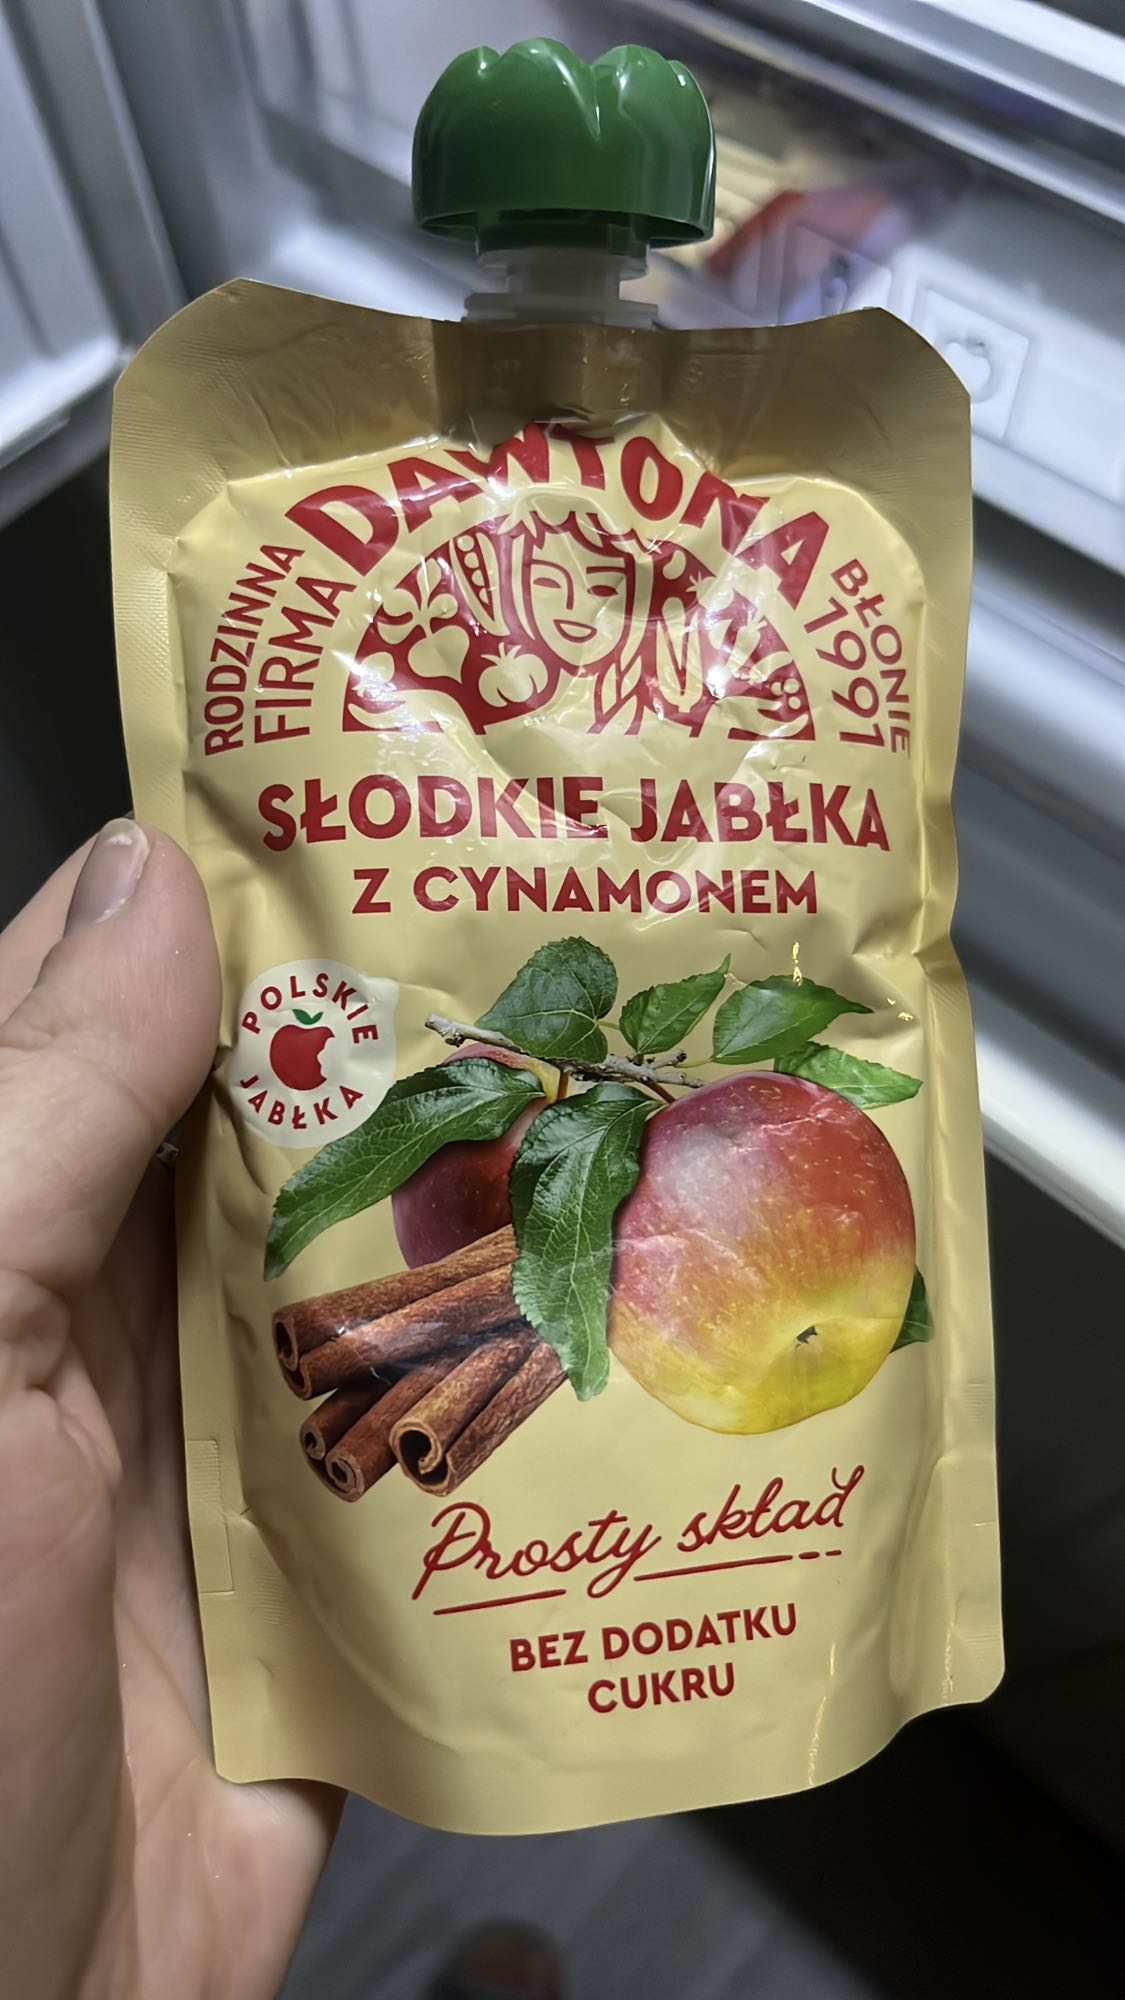 DAWTONA
RODZINNA
FIRMA
BŁONIE
1991
SŁODKIE JABŁKA
Z CYNAMONEM
POLSKIE
JABŁKA
Prosty skład
BEZ DODATKU
CUKRU